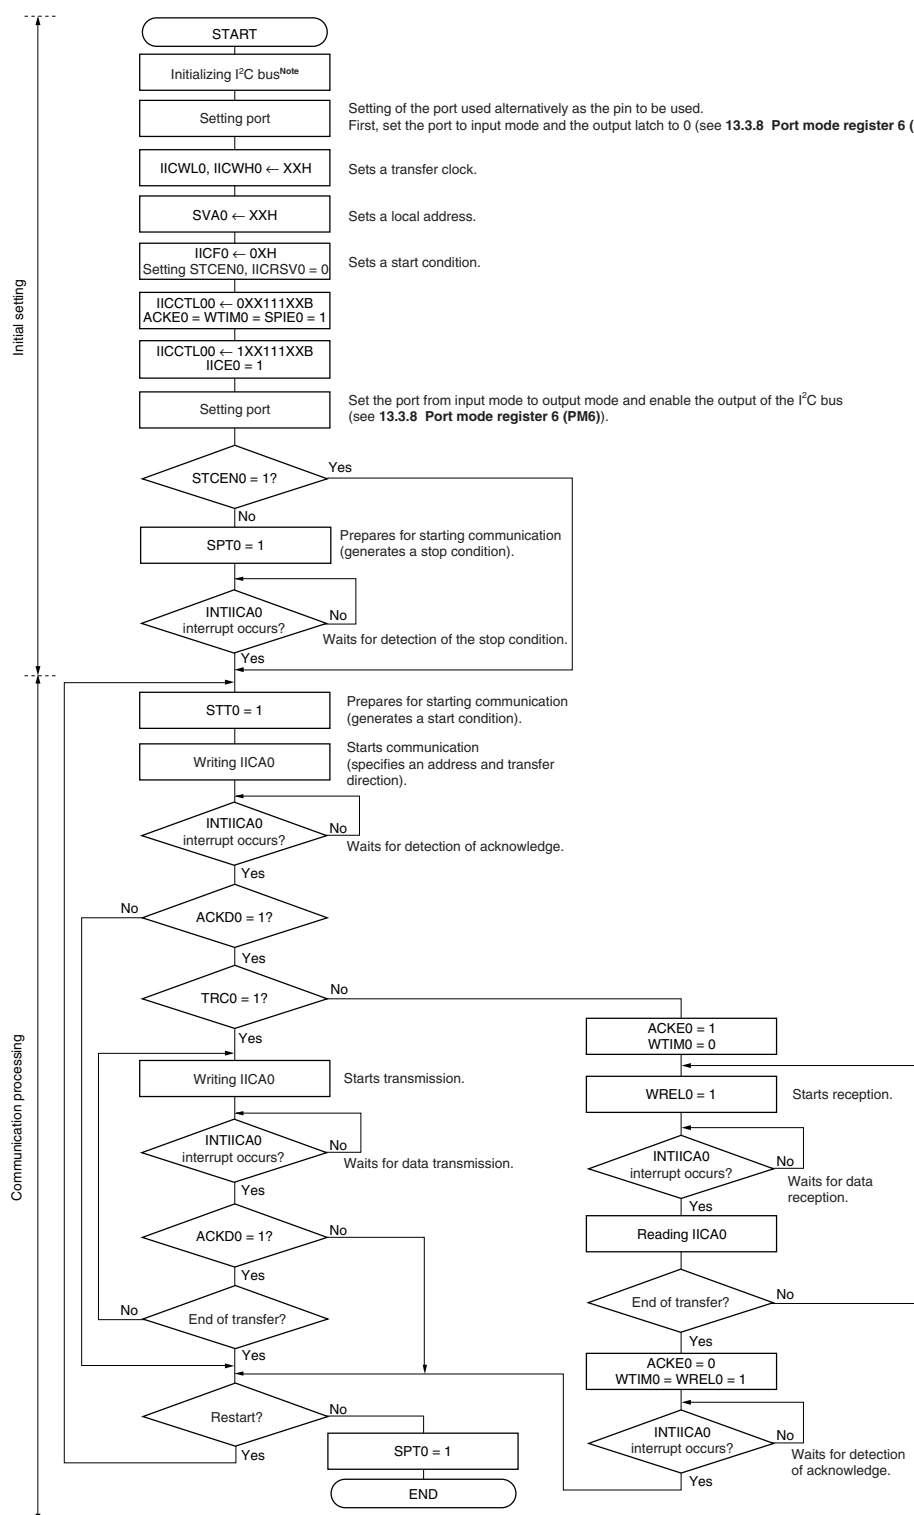 START
Initializing I²C busNote
Setting port
Setting of the port used alternatively as the pin to be used.
First, set the port to input mode and the output latch to 0 (see 13.3.8 Port mode register 6 (
IICWL0, IICWH0 ← XXH
Sets a transfer clock.
SVA0 ← XXH
Sets a local address.
IICF0 ← 0XH
Setting STCEN0, IICRSV0 = 0
Sets a start condition.
IICCTL00 ← 0XX111XXB
ACKE0 = WTIM0 = SPIE0 = 1
IICCTL00 ← 1XX111XXB
IICE0 = 1
Setting port
Set the port from input mode to output mode and enable the output of the I²C bus
(see 13.3.8 Port mode register 6 (PM6)).
Initial setting
STCEN0 = 1?
Yes
No
SPT0 = 1
Prepares for starting communication
(generates a stop condition).
INTIICA0
interrupt occurs?
No
Waits for detection of the stop condition.
Yes
STT0 = 1
Prepares for starting communication
(generates a start condition).
Writing IICA0
Starts communication
(specifies an address and transfer
direction).
INTIICA0
interrupt occurs?
No
Waits for detection of acknowledge.
Yes
No
ACKD0 = 1?
Yes
TRC0 = 1?
No
Yes
Communication processing
Writing IICA0
Starts transmission.
INTIICA0
interrupt occurs?
No
Waits for data transmission.
Yes
ACKD0 = 1?
No
Yes
No
End of transfer?
Yes
Restart?
No
Yes
SPT0 = 1
END
ACKE0 = 1
WTIM0 = 0
WREL0 = 1
Starts reception.
INTIICA0
interrupt occurs?
No
Waits for data
reception.
Yes
Reading IICA0
End of transfer?
No
Yes
ACKE0 = 0
WTIM0 = WREL0 = 1
INTIICA0
interrupt occurs?
No
Waits for detection
of acknowledge.
Yes